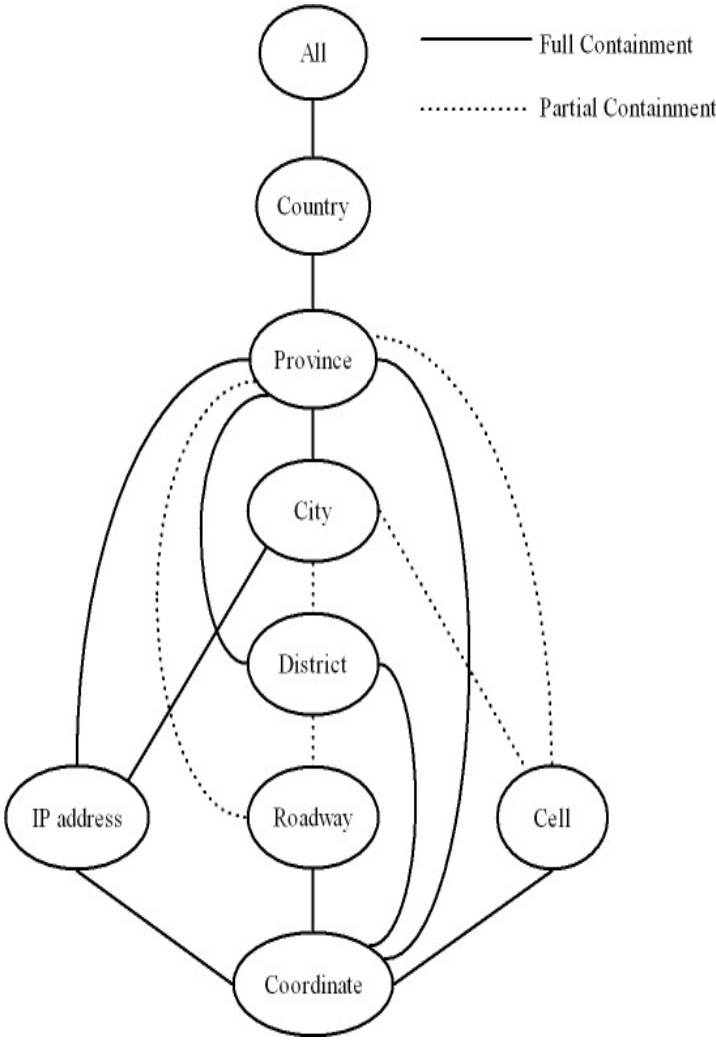 All
Full Containment
Partial Containment
Country
Province
City
District
IP address
Roadway
Cell
Coordinate